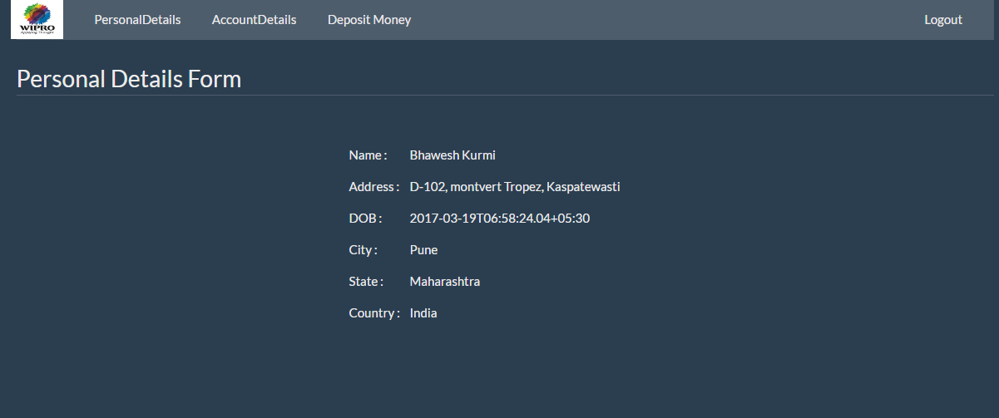 WIPRO
Applying Thought
PersonalDetails AccountDetails Deposit Money Logout
Personal Details Form
Name : Bhawesh Kurmi
Address : D-102, montvert Tropez, Kaspatewasti
DOB : 2017-03-19T06:58:24.04+05:30
City : Pune
State : Maharashtra
Country : India